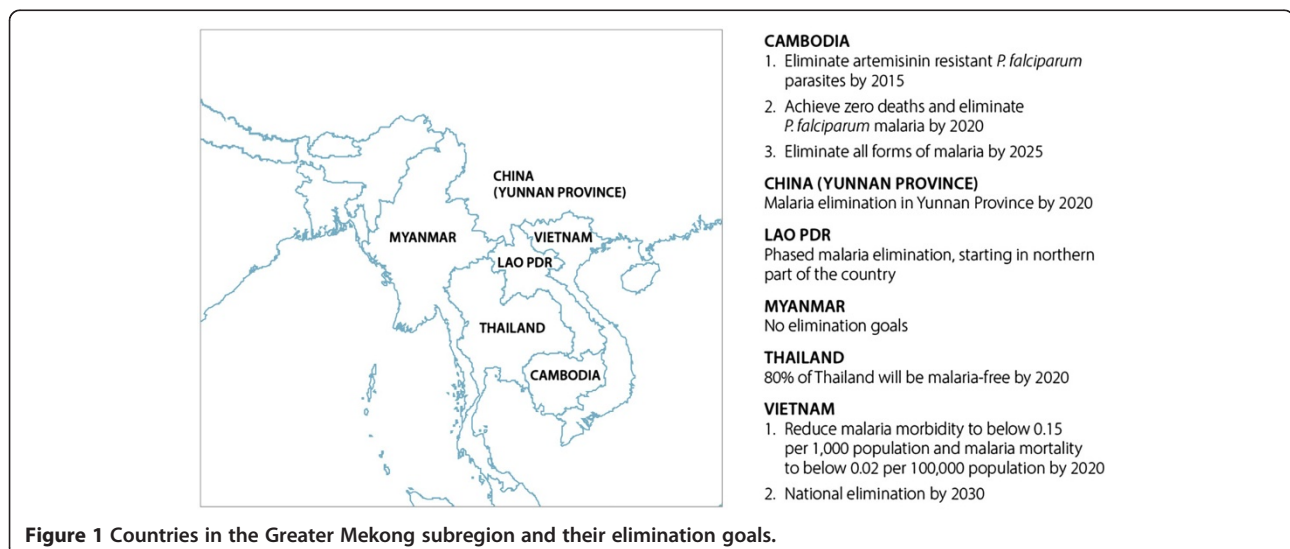 CHINA
(YUNNAN PROVINCE)
MYANMAR
VIETNAM
LAO PDR
THAILAND
CAMBODIA
CAMBODIA
1. Eliminate artemisinin resistant P. falciparum
parasites by 2015
2. Achieve zero deaths and eliminate
P. falciparum malaria by 2020
3. Eliminate all forms of malaria by 2025
CHINA (YUNNAN PROVINCE)
Malaria elimination in Yunnan Province by 2020
LAO PDR
Phased malaria elimination, starting in northern
part of the country
MYANMAR
No elimination goals
THAILAND
80% of Thailand will be malaria-free by 2020
VIETNAM
1. Reduce malaria morbidity to below 0.15
per 1,000 population and malaria mortality
to below 0.02 per 100,000 population by 2020
2. National elimination by 2030
Figure 1 Countries in the Greater Mekong subregion and their elimination goals.